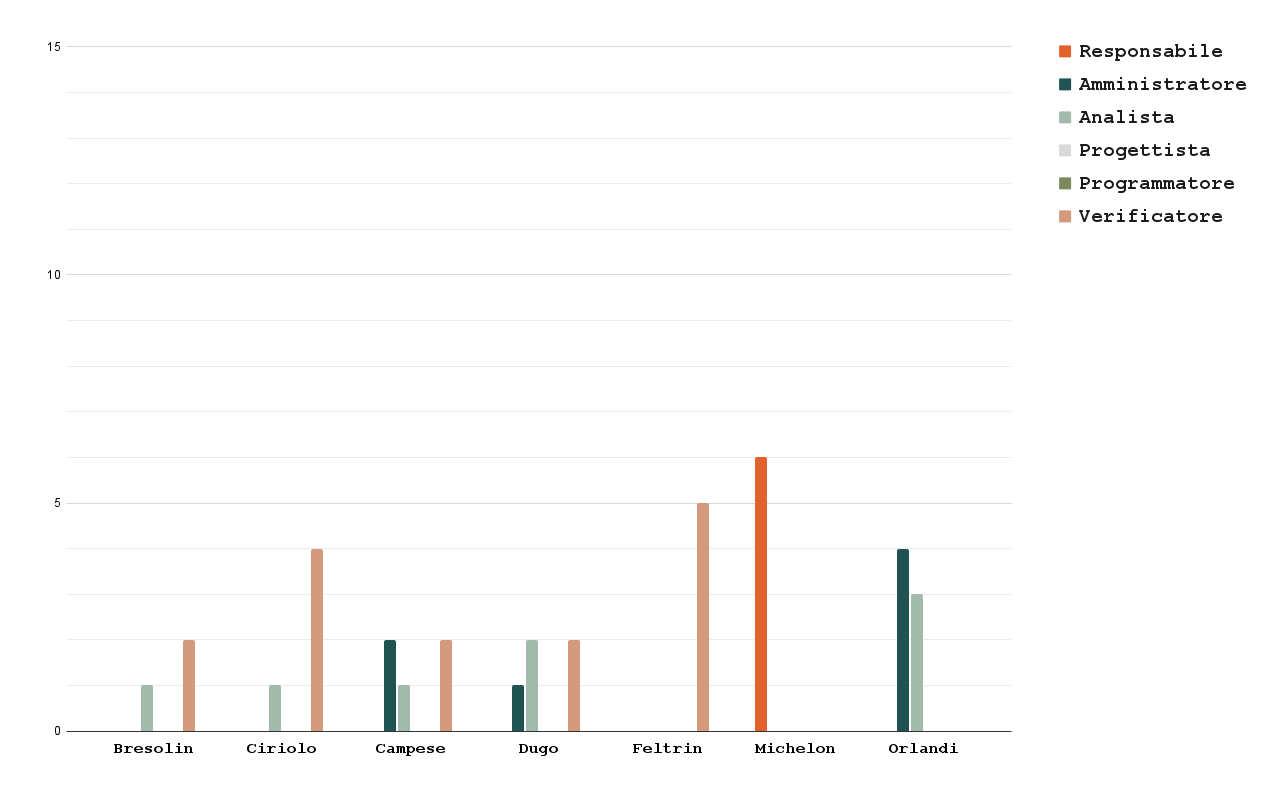 15
10
5
0
Bresolin Ciriolo Campese Dugo Feltrin Michelon Orlandi
Responsabile
Amministratore
Analista
Progettista
Programmatore
Verificatore